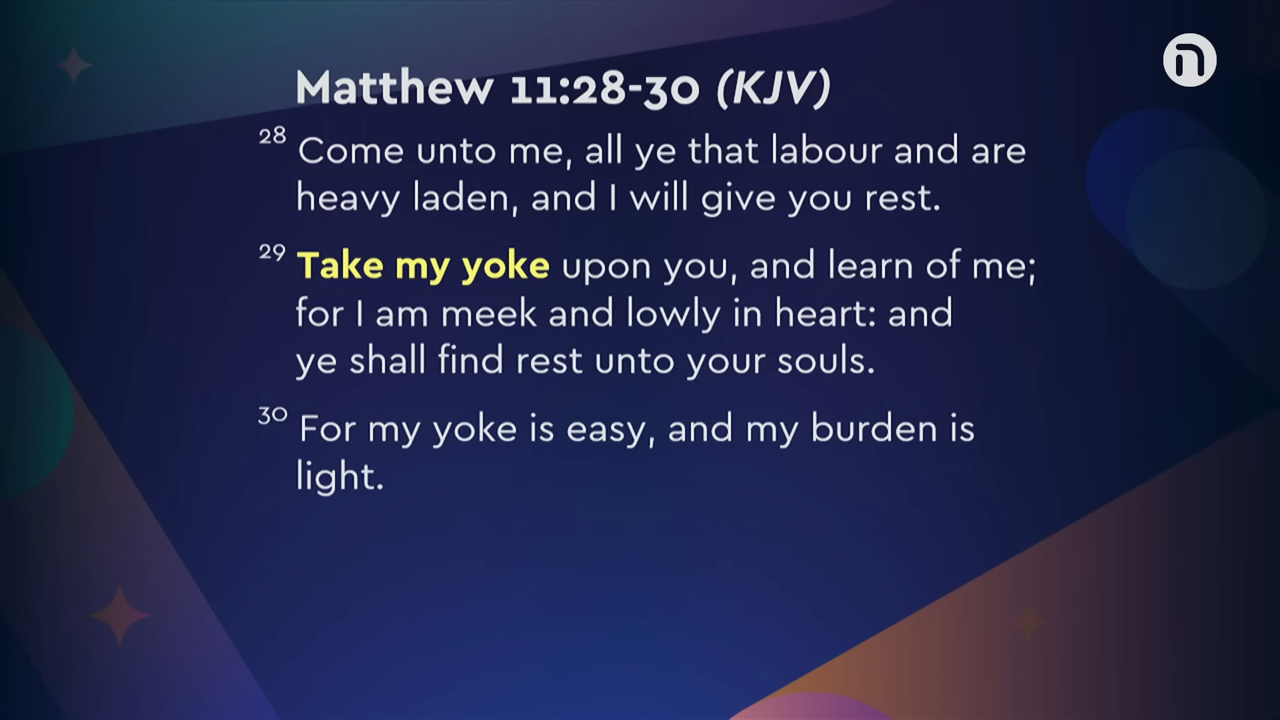 Matthew 11:28-30 (KJV)
28 Come unto me, all ye that labour and are
heavy laden, and I will give you rest.
29 Take my yoke upon you, and learn of me;
for I am meek and lowly in heart: and
ye shall find rest unto your souls.
30 For my yoke is easy, and my burden is
light.